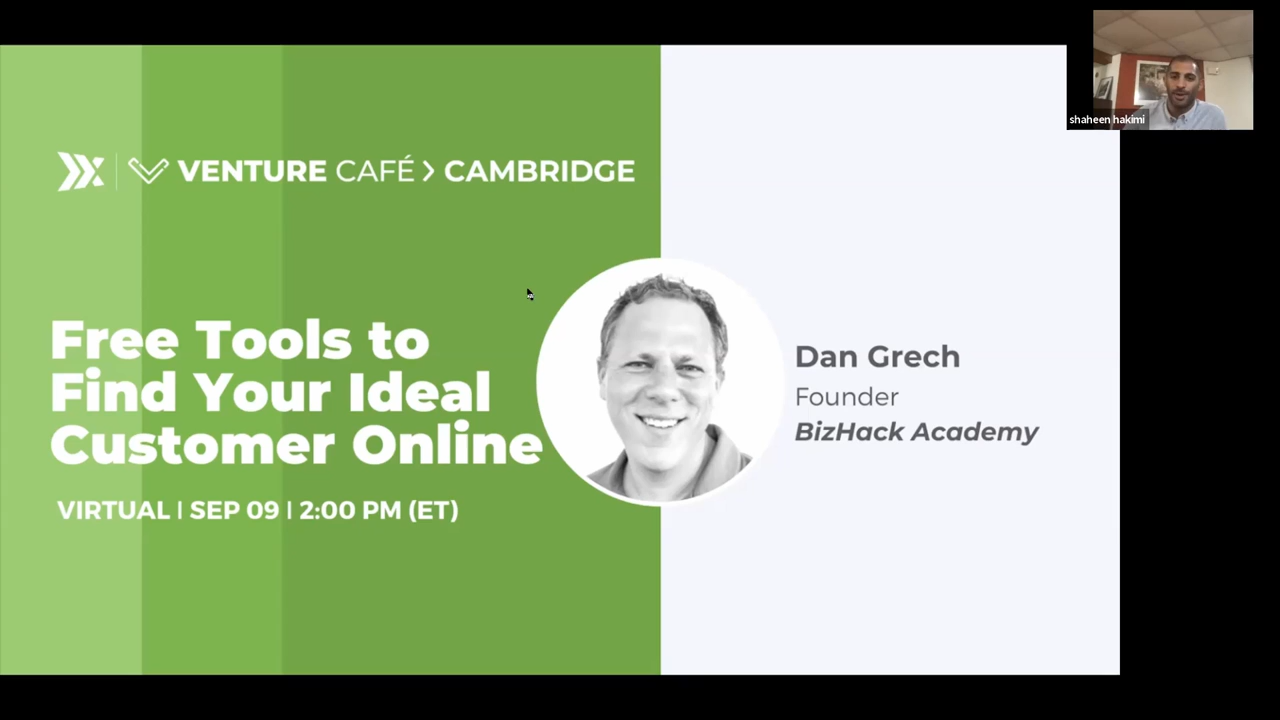 VENTURE CAFÉ > CAMBRIDGE
Free Tools to
Find Your Ideal
Customer Online
VIRTUAL | SEP 09 | 2:00 PM (ET)
Dan Grech
Founder
BizHack Academy
shaheen hakimi